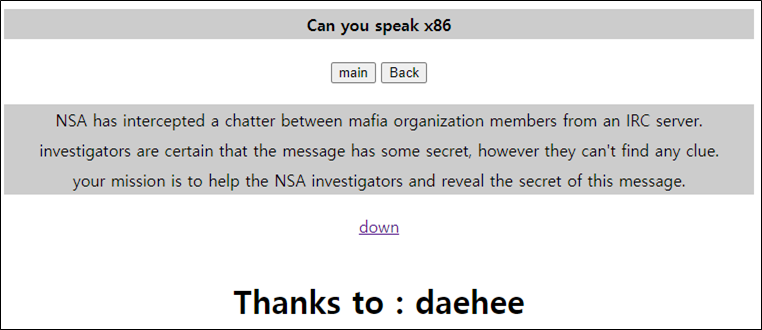 Can you speak x86
main Back
NSA has intercepted a chatter between mafia organization members from an IRC server.
investigators are certain that the message has some secret, however they can't find any clue.
your mission is to help the NSA investigators and reveal the secret of this message.
down
Thanks to : daehee